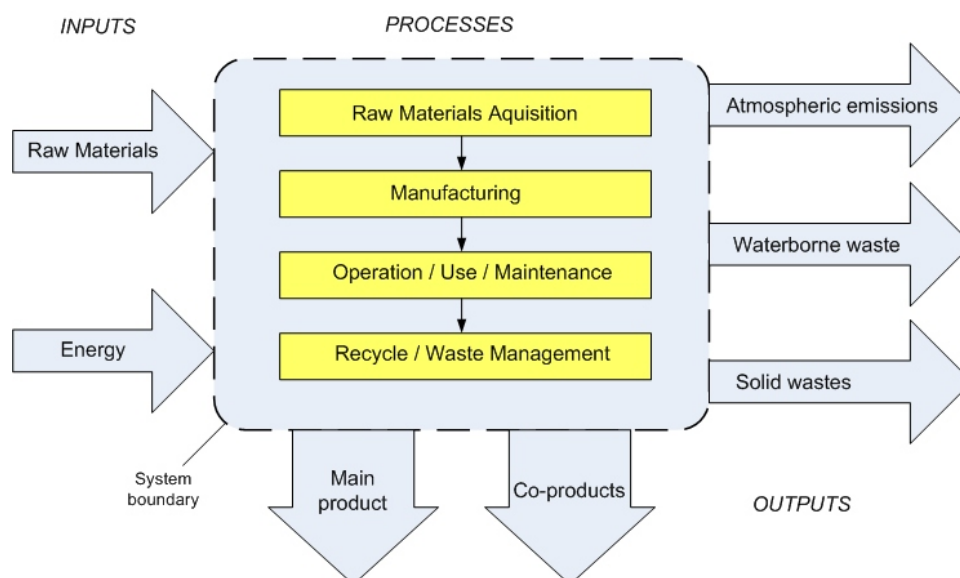 INPUTS
PROCESSES
Raw Materials
Energy
Raw Materials Aquisition
Manufacturing
Operation / Use / Maintenance
Recycle / Waste Management
Atmospheric emissions
Waterborne waste
Solid wastes
System
boundary
Main
product
Co-products
OUTPUTS